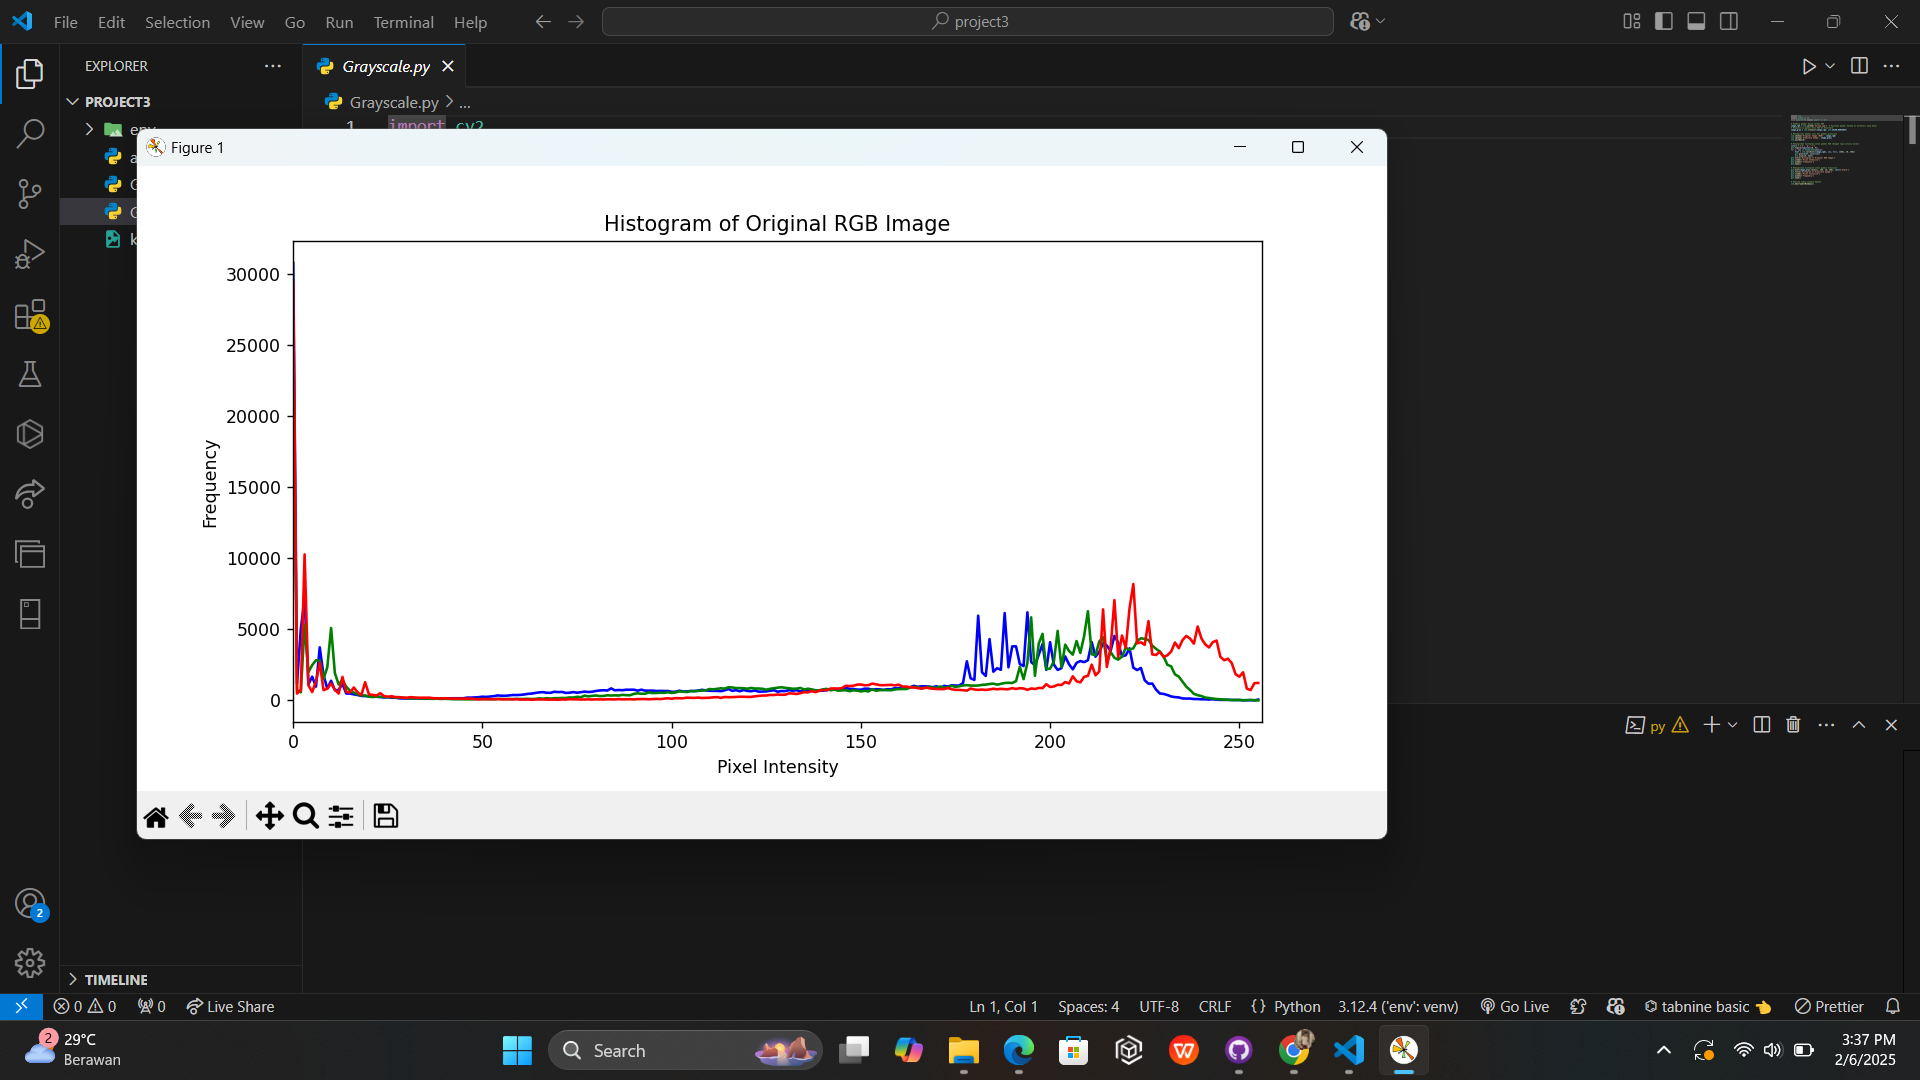 File Edit Selection View Go Run Terminal Help
project3
EXPLORER
Grayscale.py
PROJECT3
Grayscale.py > ...
1 import cv2
Figure 1
Histogram of Original RGB Image
30000
25000
20000
15000
10000
5000
0
Frequency
0 50 100 150 200 250
Pixel Intensity
py
2
TIMELINE
0 0 0 Live Share
Ln 1, Col 1 Spaces: 4 UTF-8 CRLF {} Python 3.12.4 ('env': venv) Go Live tabnine basic Prettier
2
29°C
Berawan
Search
3:37 PM
2/6/2025